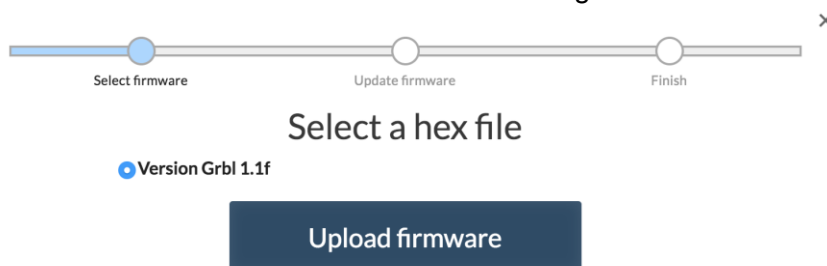 Select firmware
Update firmware
Finish
Select a hex file
Version Grbl 1.1f
Upload firmware